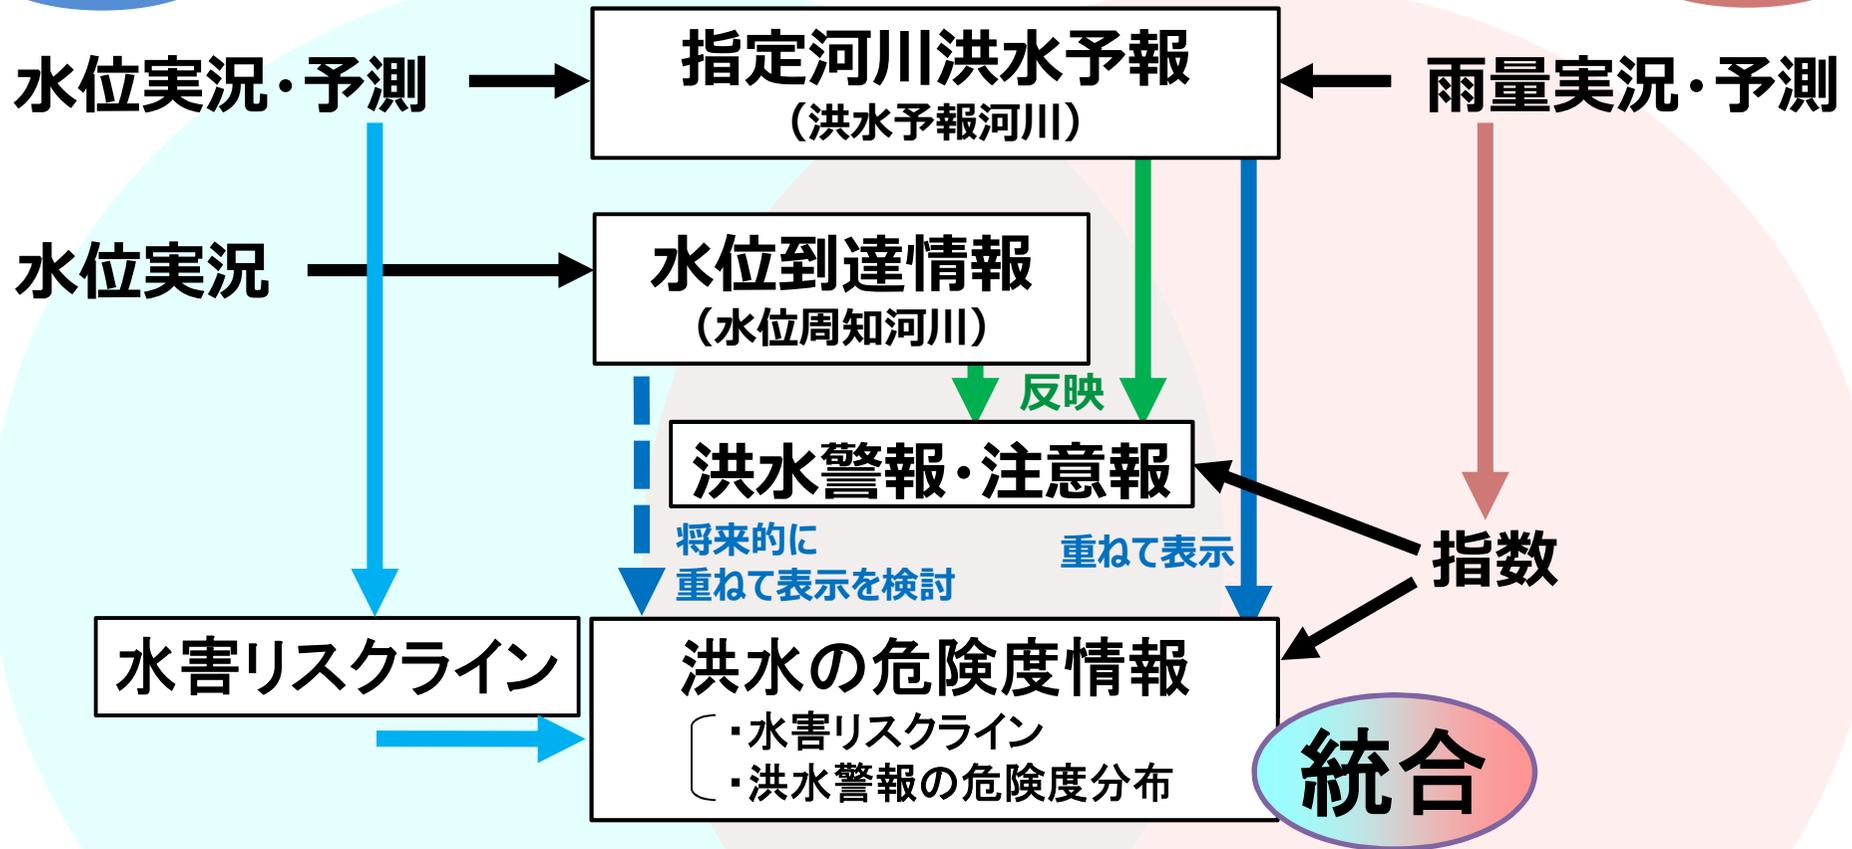 水位実況・予測
指定河川洪水予報
（洪水予報河川）
雨量実況・予測
水位実況
水位到達情報
（水位周知河川）
反映
洪水警報・注意報
将来的に
重ねて表示を検討
重ねて表示
指数
水害リスクライン
洪水の危険度情報
・水害リスクライン
・洪水警報の危険度分布
統合